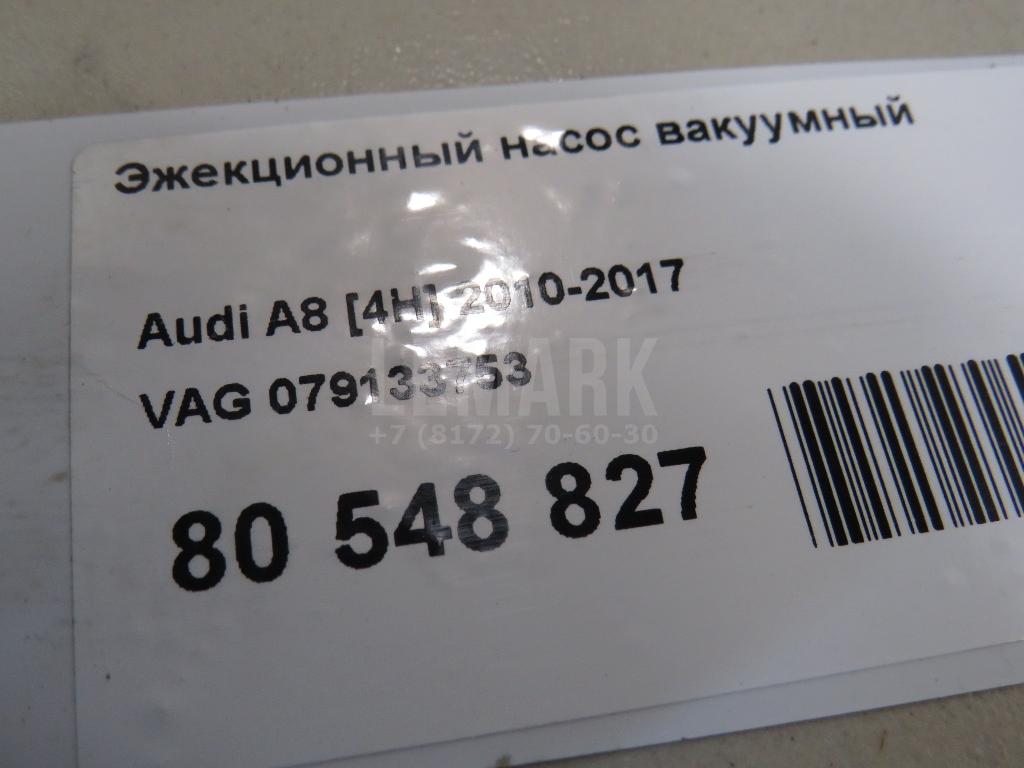 Эжекционный насос вакуумный
Audi A8 [4H] 2010-2017
LEMARK
VAG 079133753
+7 (8172) 70-60-30
80 548 827